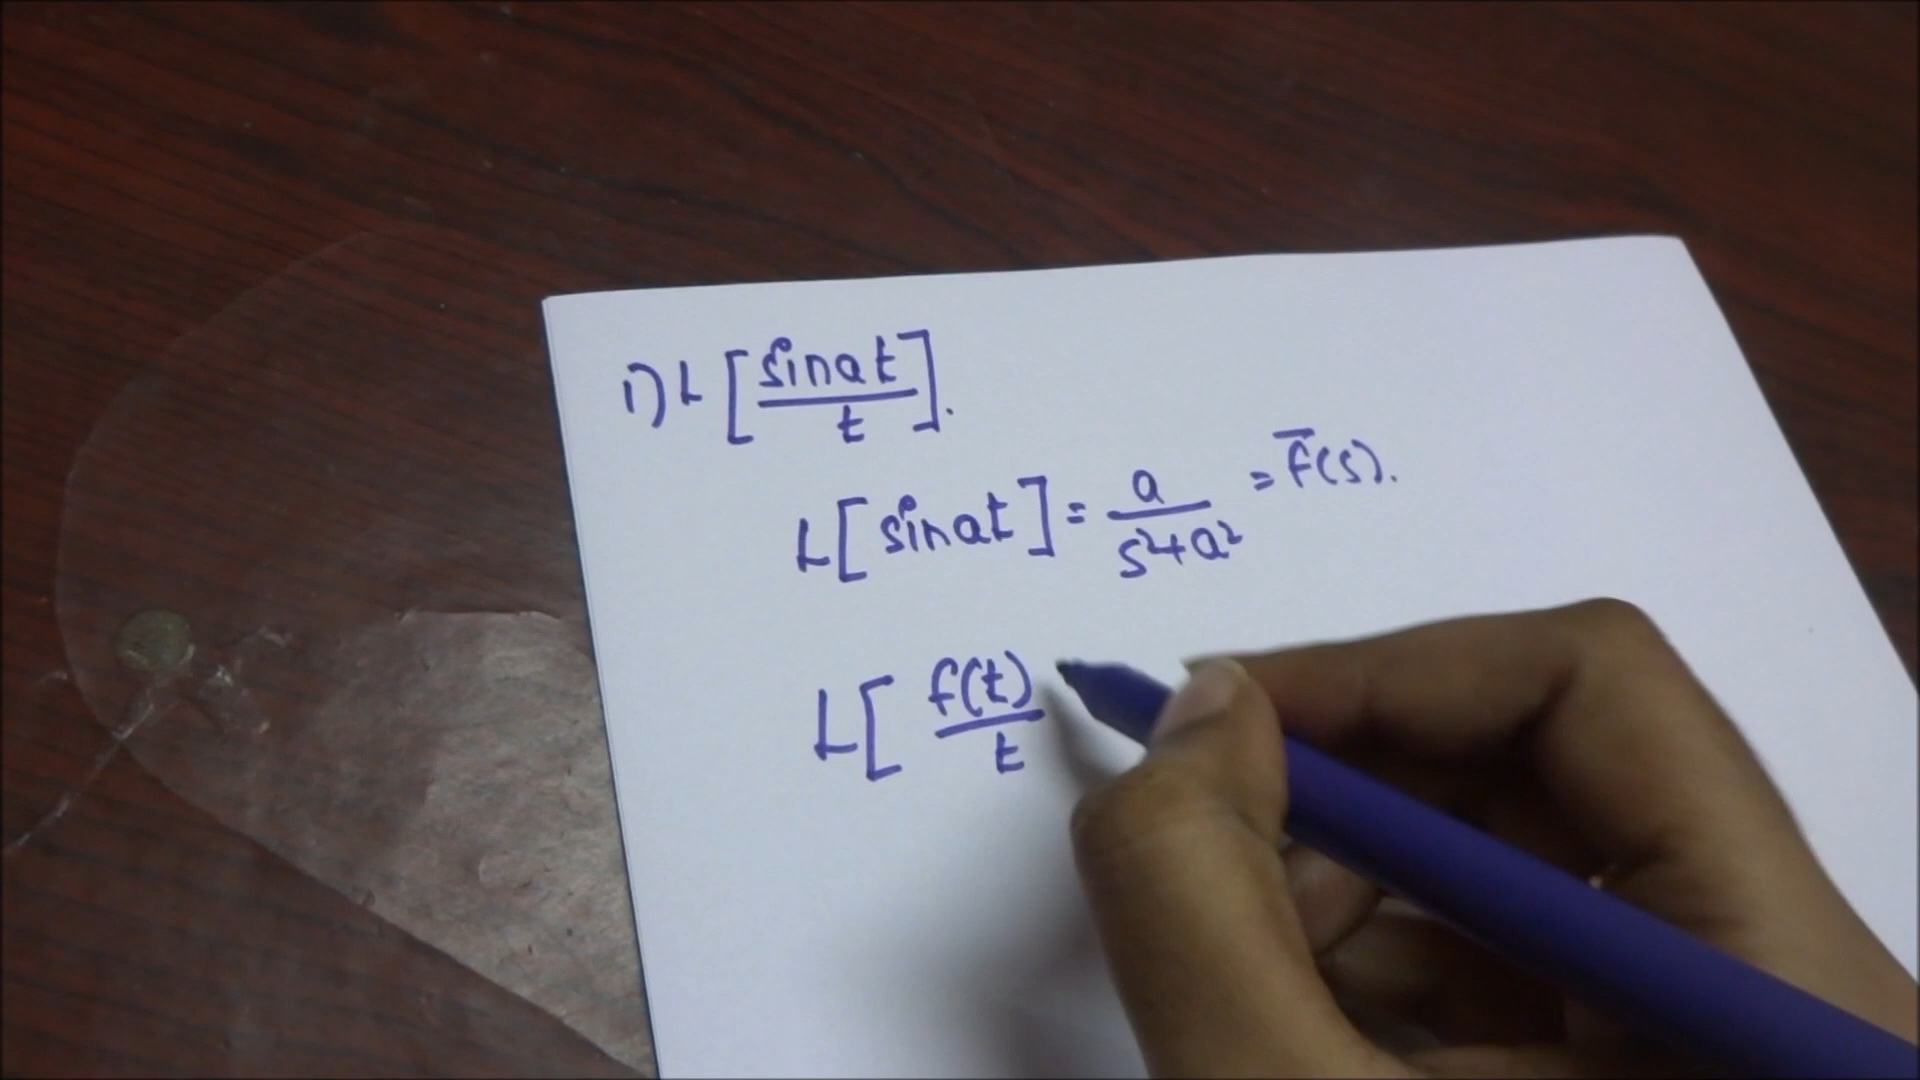 1) L [sinat/t].
L[sinat] = a/s²+a² = f̅(s).
L[ f(t)/t